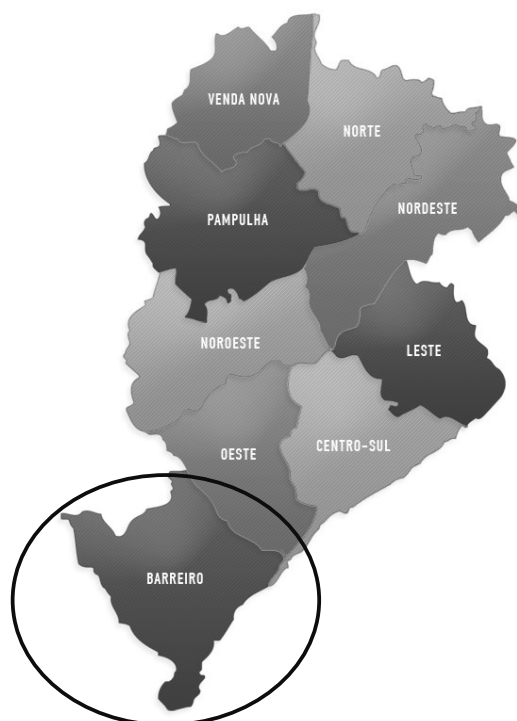 VENDA NOVA
NORTE
NORDESTE
PAMPULHA
NOROESTE
LESTE
OESTE
CENTRO-SUL
BARREIRO